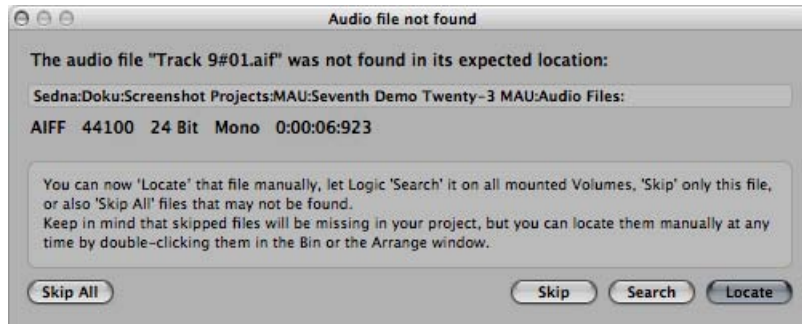 Audio file not found
The audio file "Track 9#01.aif" was not found in its expected location:
Sedna:Doku:Screenshot Projects:MAU:Seventh Demo Twenty-3 MAU:Audio Files:
AIFF 44100 24 Bit Mono 0:00:06:923
You can now 'Locate' that file manually, let Logic 'Search' it on all mounted Volumes, 'Skip' only this file,
or also 'Skip All' files that may not be found.
Keep in mind that skipped files will be missing in your project, but you can locate them manually at any
time by double-clicking them in the Bin or the Arrange window.
Skip All Skip Search Locate